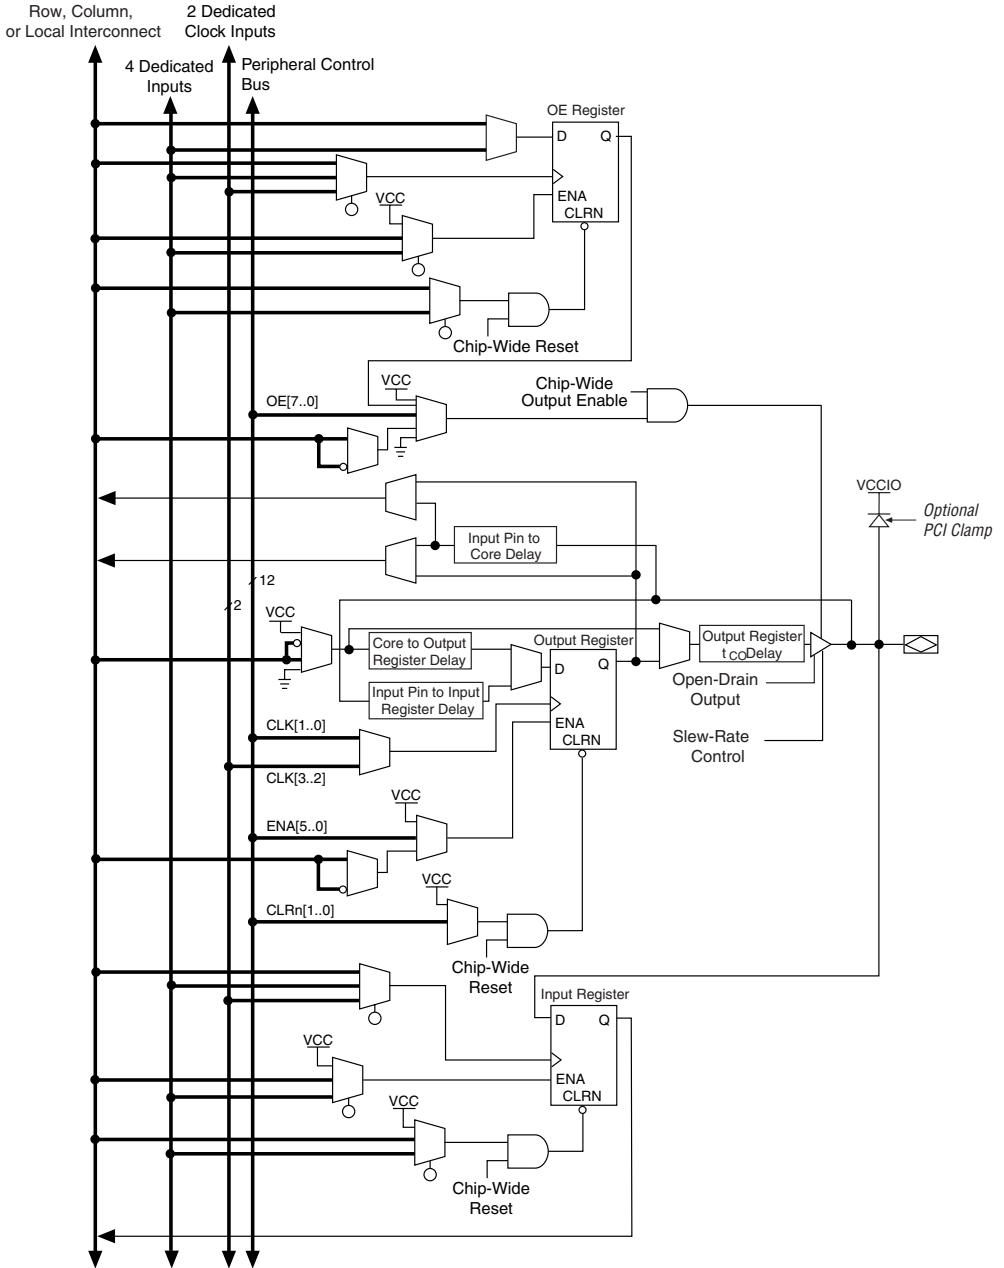 Row, Column,
or Local Interconnect
2 Dedicated
Clock Inputs
4 Dedicated
Inputs
Peripheral Control
Bus
OE Register
D
Q
ENA
CLRN
VCC
Chip-Wide Reset
VCC
OE[7..0]
Chip-Wide
Output Enable
VCCIO
Optional
PCI Clamp
Input Pin to
Core Delay
12
2
VCC
Core to Output
Register Delay
Input Pin to Input
Register Delay
Output Register
D
Q
ENA
CLRN
Output Register
t CO Delay
Open-Drain
Output
Slew-Rate
Control
CLK[1..0]
CLK[3..2]
VCC
ENA[5..0]
VCC
CLRn[1..0]
Chip-Wide
Reset
Input Register
D
Q
ENA
CLRN
VCC
VCC
Chip-Wide
Reset